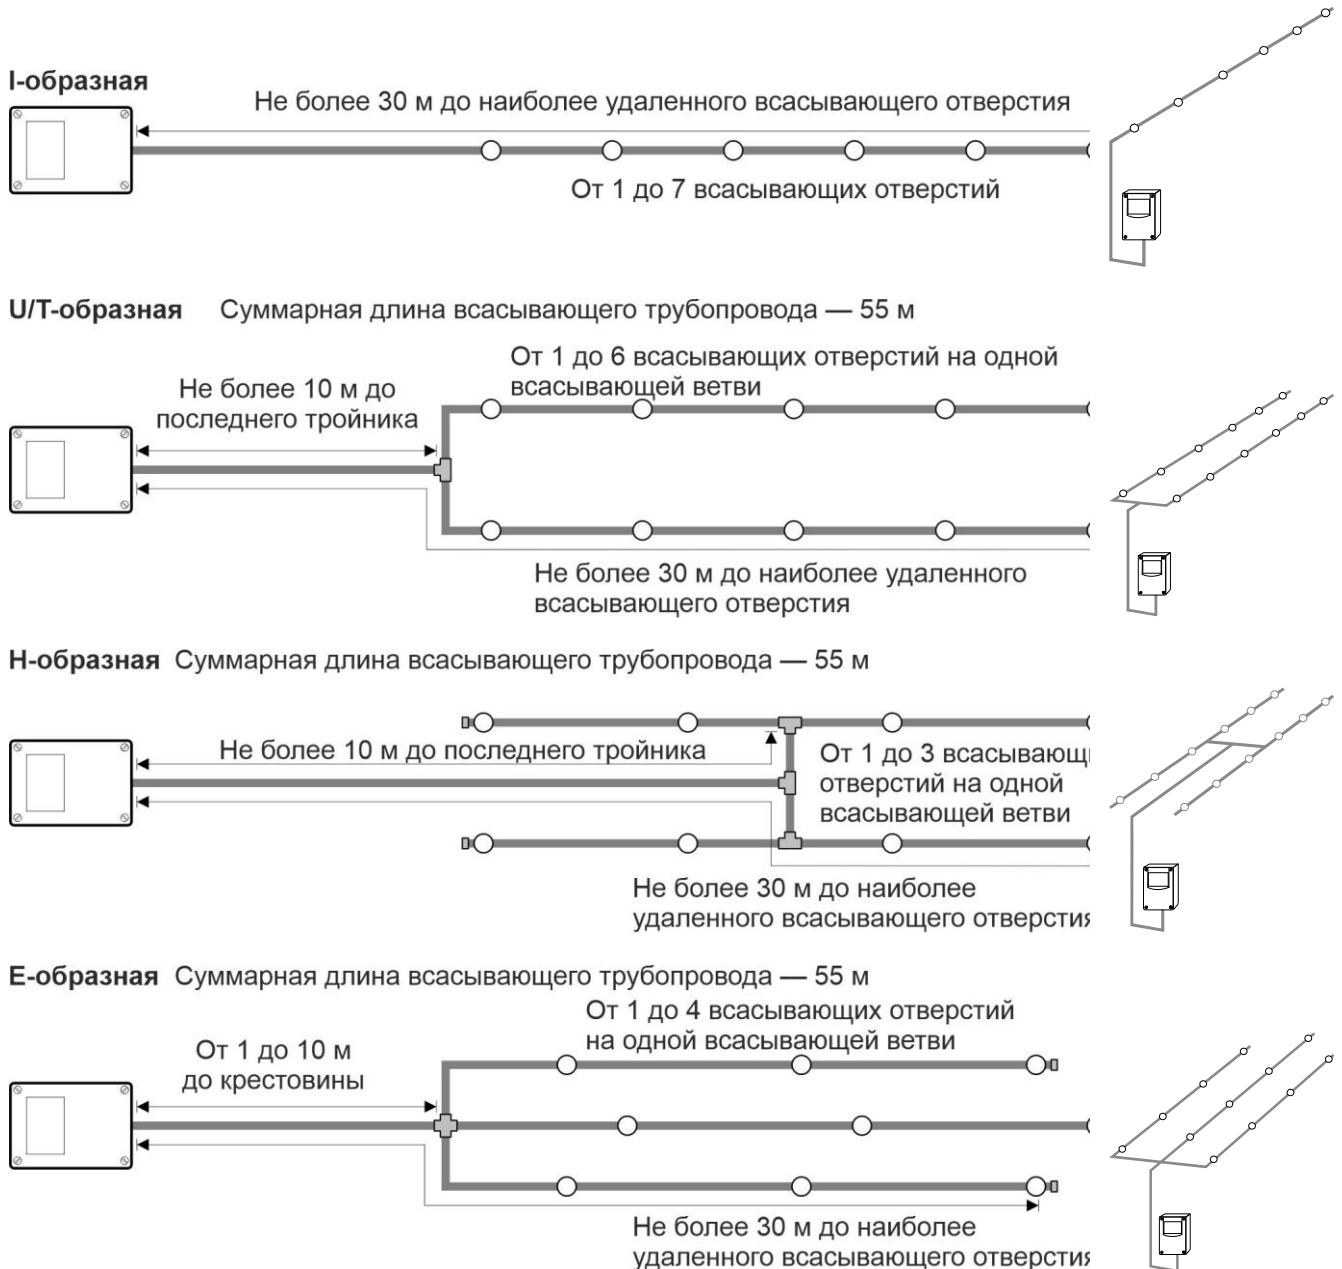 I-образная
Не более 30 м до наиболее удаленного всасывающего отверстия
От 1 до 7 всасывающих отверстий
U/T-образная Суммарная длина всасывающего трубопровода — 55 м
От 1 до 6 всасывающих отверстий на одной
всасывающей ветви
Не более 10 м до
последнего тройника
Не более 30 м до наиболее удаленного
всасывающего отверстия
H-образная Суммарная длина всасывающего трубопровода — 55 м
Не более 10 м до последнего тройника
От 1 до 3 всасывающ
отверстий на одной
всасывающей ветви
Не более 30 м до наиболее
удаленного всасывающего отверстия
E-образная Суммарная длина всасывающего трубопровода — 55 м
От 1 до 4 всасывающих отверстий
на одной всасывающей ветви
От 1 до 10 м
до крестовины
Не более 30 м до наиболее
удаленного всасывающего отверстия